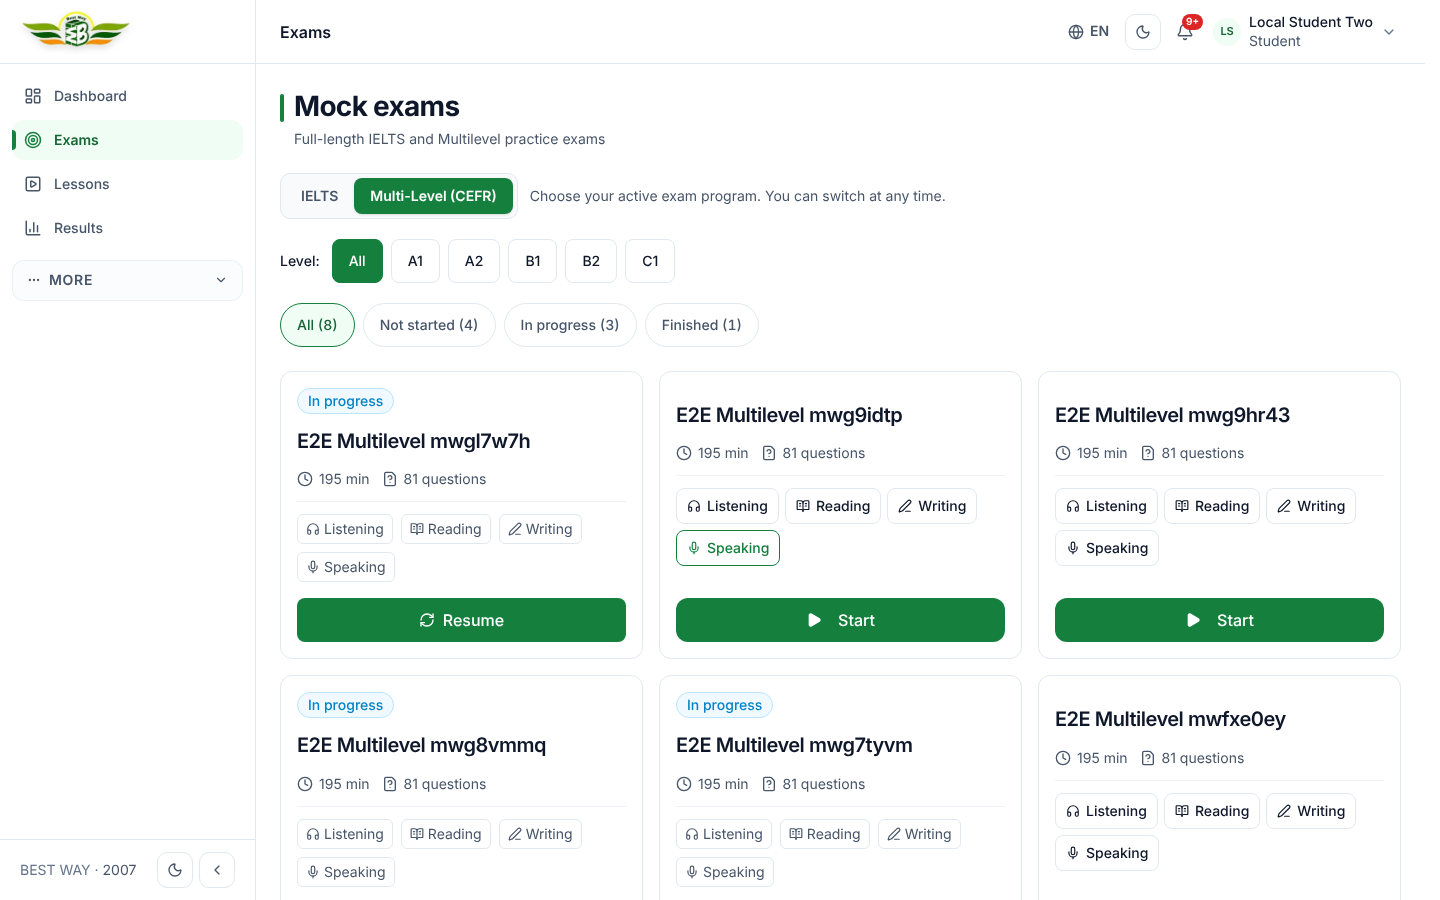 Exams
EN
9+
LS
Local Student Two
Student
Dashboard
Exams
Lessons
Results
MORE
BEST WAY · 2007
Mock exams
Full-length IELTS and Multilevel practice exams
IELTS
Multi-Level (CEFR)
Choose your active exam program. You can switch at any time.
Level:
All
A1
A2
B1
B2
C1
All (8)
Not started (4)
In progress (3)
Finished (1)
In progress
E2E Multilevel mwgl7w7h
195 min
81 questions
Listening
Reading
Writing
Speaking
Resume
E2E Multilevel mwg9idtp
195 min
81 questions
Listening
Reading
Writing
Speaking
Start
E2E Multilevel mwg9hr43
195 min
81 questions
Listening
Reading
Writing
Speaking
Start
In progress
E2E Multilevel mwg8vmmq
195 min
81 questions
Listening
Reading
Writing
Speaking
In progress
E2E Multilevel mwg7tyvm
195 min
81 questions
Listening
Reading
Writing
Speaking
E2E Multilevel mwfxe0ey
195 min
81 questions
Listening
Reading
Writing
Speaking